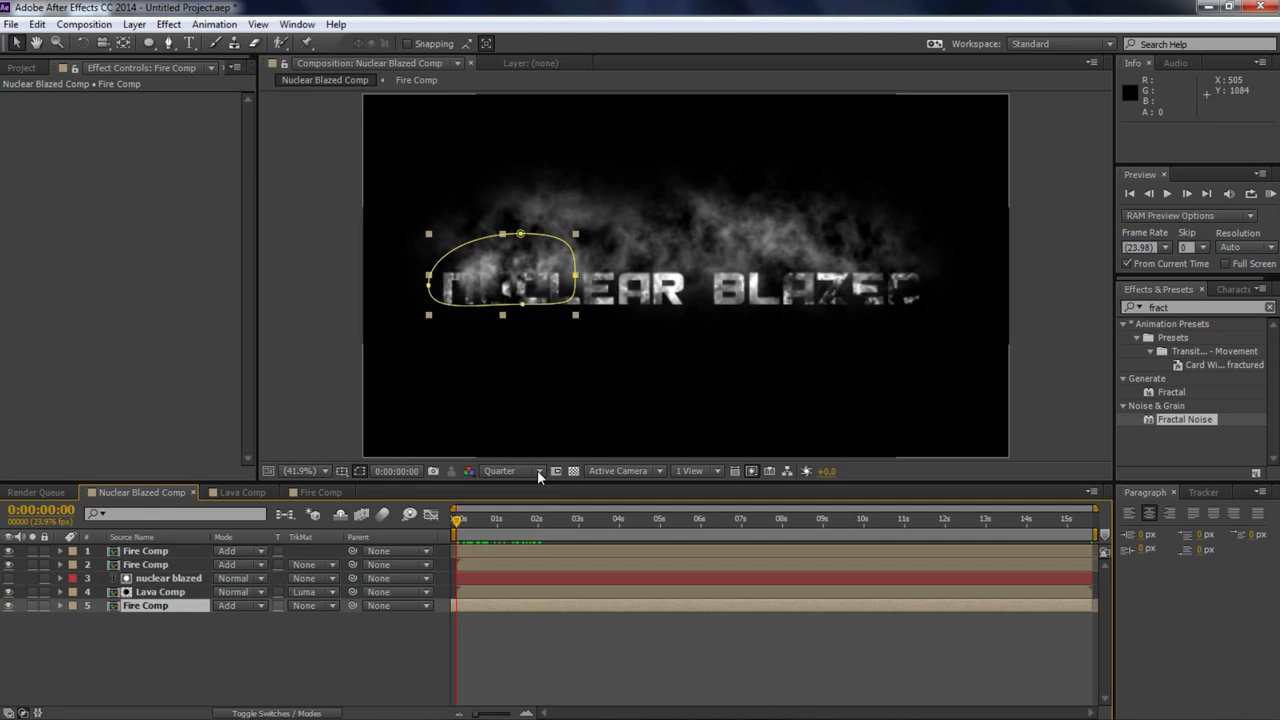 Adobe After Effects CC 2014 - Untitled Project.aep *
File Edit Composition Layer Effect Animation View Window Help
Snapping
Workspace: Standard
Search Help
Project Effect Controls: Fire Comp
Composition: Nuclear Blazed Comp Layer: (none)
Info Audio
Nuclear Blazed Comp • Fire Comp
Nuclear Blazed Comp Fire Comp
R: X: 505
G: Y: 1084
B:
A: 0
Preview
RAM Preview Options
Frame Rate Skip Resolution
(23.98) 0 Auto
From Current Time Full Screen
NUCLEAR BLAZED
Effects & Presets Characte
fract
* Animation Presets
Presets
Transit... - Movement
Card Wi... fractured
Generate
Fractal
Noise & Grain
Fractal Noise
(41.9%) 0:00:00:00 Quarter Active Camera 1 View +0.0
Render Queue Nuclear Blazed Comp Lava Comp Fire Comp
Paragraph Tracker
0:00:00:00
00000 (23.976 fps)
00s 01s 02s 03s 04s 05s 06s 07s 08s 09s 10s 11s 12s 13s 14s 15s
# Source Name Mode T TrkMat Parent
0 px 0 px 0 px
0 px 0 px
1 Fire Comp Add None
2 Fire Comp Add None None
3 T nuclear blazed Normal None None
4 Lava Comp Normal Luma None
5 Fire Comp Add None None
Toggle Switches / Modes